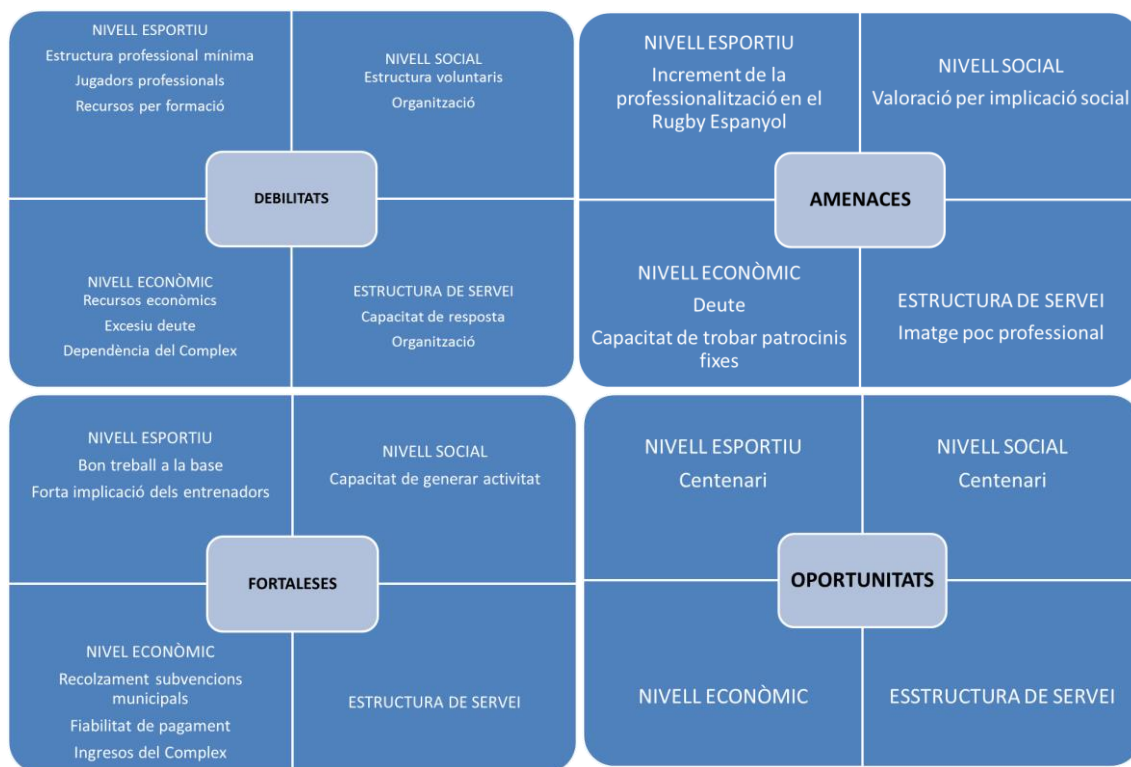 NIVELL ESPORTIU
Estructura professional mínima
Jugadors professionals
Recursos per formació
NIVELL SOCIAL
Estructura voluntaris
Organització
DEBILITATS
NIVELL ECONÒMIC
Recursos econòmics
Excesiu deute
Dependència del Complex
ESTRUCTURA DE SERVEI
Capacitat de resposta
Organització
NIVELL ESPORTIU
Increment de la
professionalització en el
Rugby Espanyol
NIVELL SOCIAL
Valoració per implicació social
AMENACES
NIVELL ECONÒMIC
Deute
Capacitat de trobar patrocinis
fixes
ESTRUCTURA DE SERVEI
Imatge poc professional
NIVELL ESPORTIU
Bon treball a la base
Forta implicació dels entrenadors
NIVELL SOCIAL
Capacitat de generar activitat
FORTALESES
NIVEL ECONÒMIC
Recolzament subvencions
municipals
Fiabilitat de pagament
Ingresos del Complex
ESTRUCTURA DE SERVEI
NIVELL ESPORTIU
Centenari
NIVELL SOCIAL
Centenari
OPORTUNITATS
NIVELL ECONÒMIC
ESSTRUCTURA DE SERVEI